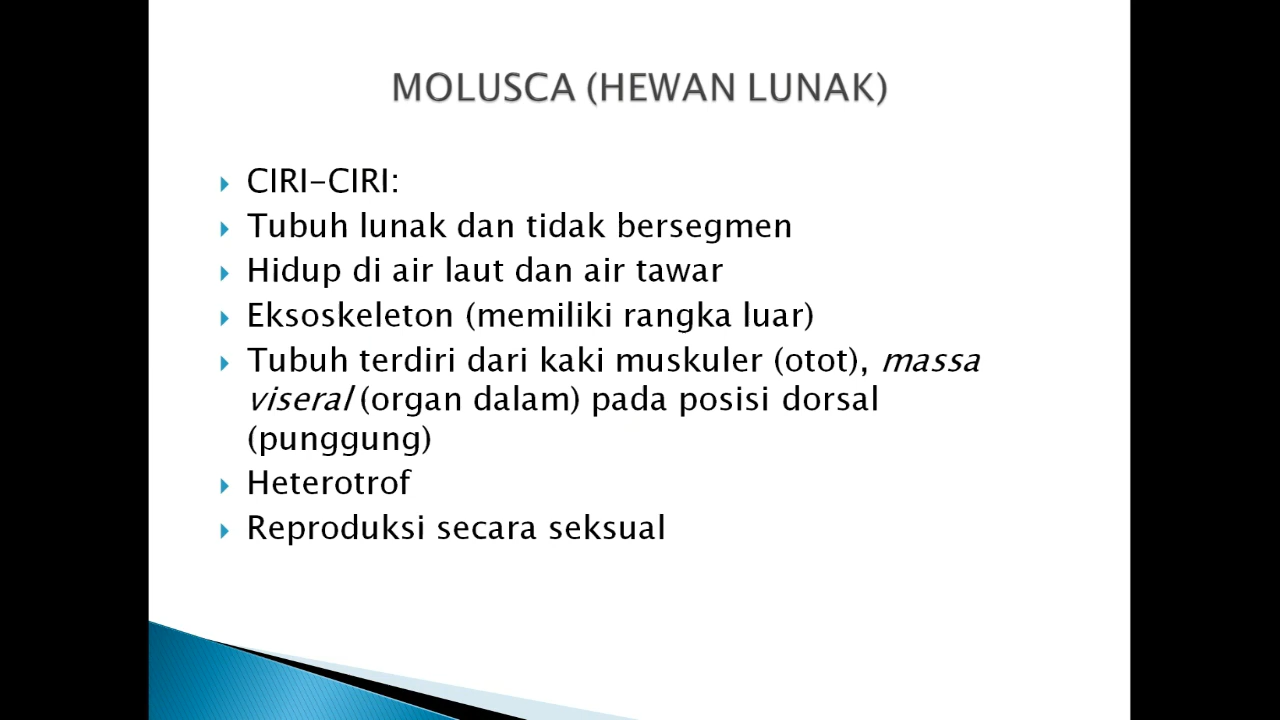 MOLUSCA (HEWAN LUNAK)
CIRI-CIRI:
Tubuh lunak dan tidak bersegmen
Hidup di air laut dan air tawar
Eksoskeleton (memiliki rangka luar)
Tubuh terdiri dari kaki muskuler (otot), massa
viseral (organ dalam) pada posisi dorsal
(punggung)
Heterotrof
Reproduksi secara seksual